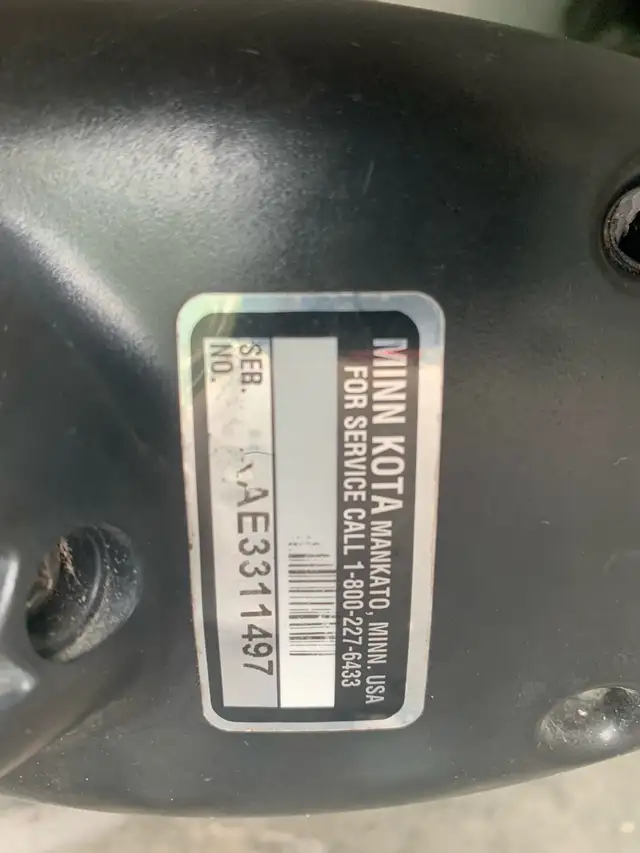 MINN KOTA MANKATO, MINN. USA
FOR SERVICE CALL 1-800-227-6433
SER.
NO.
AE3311497